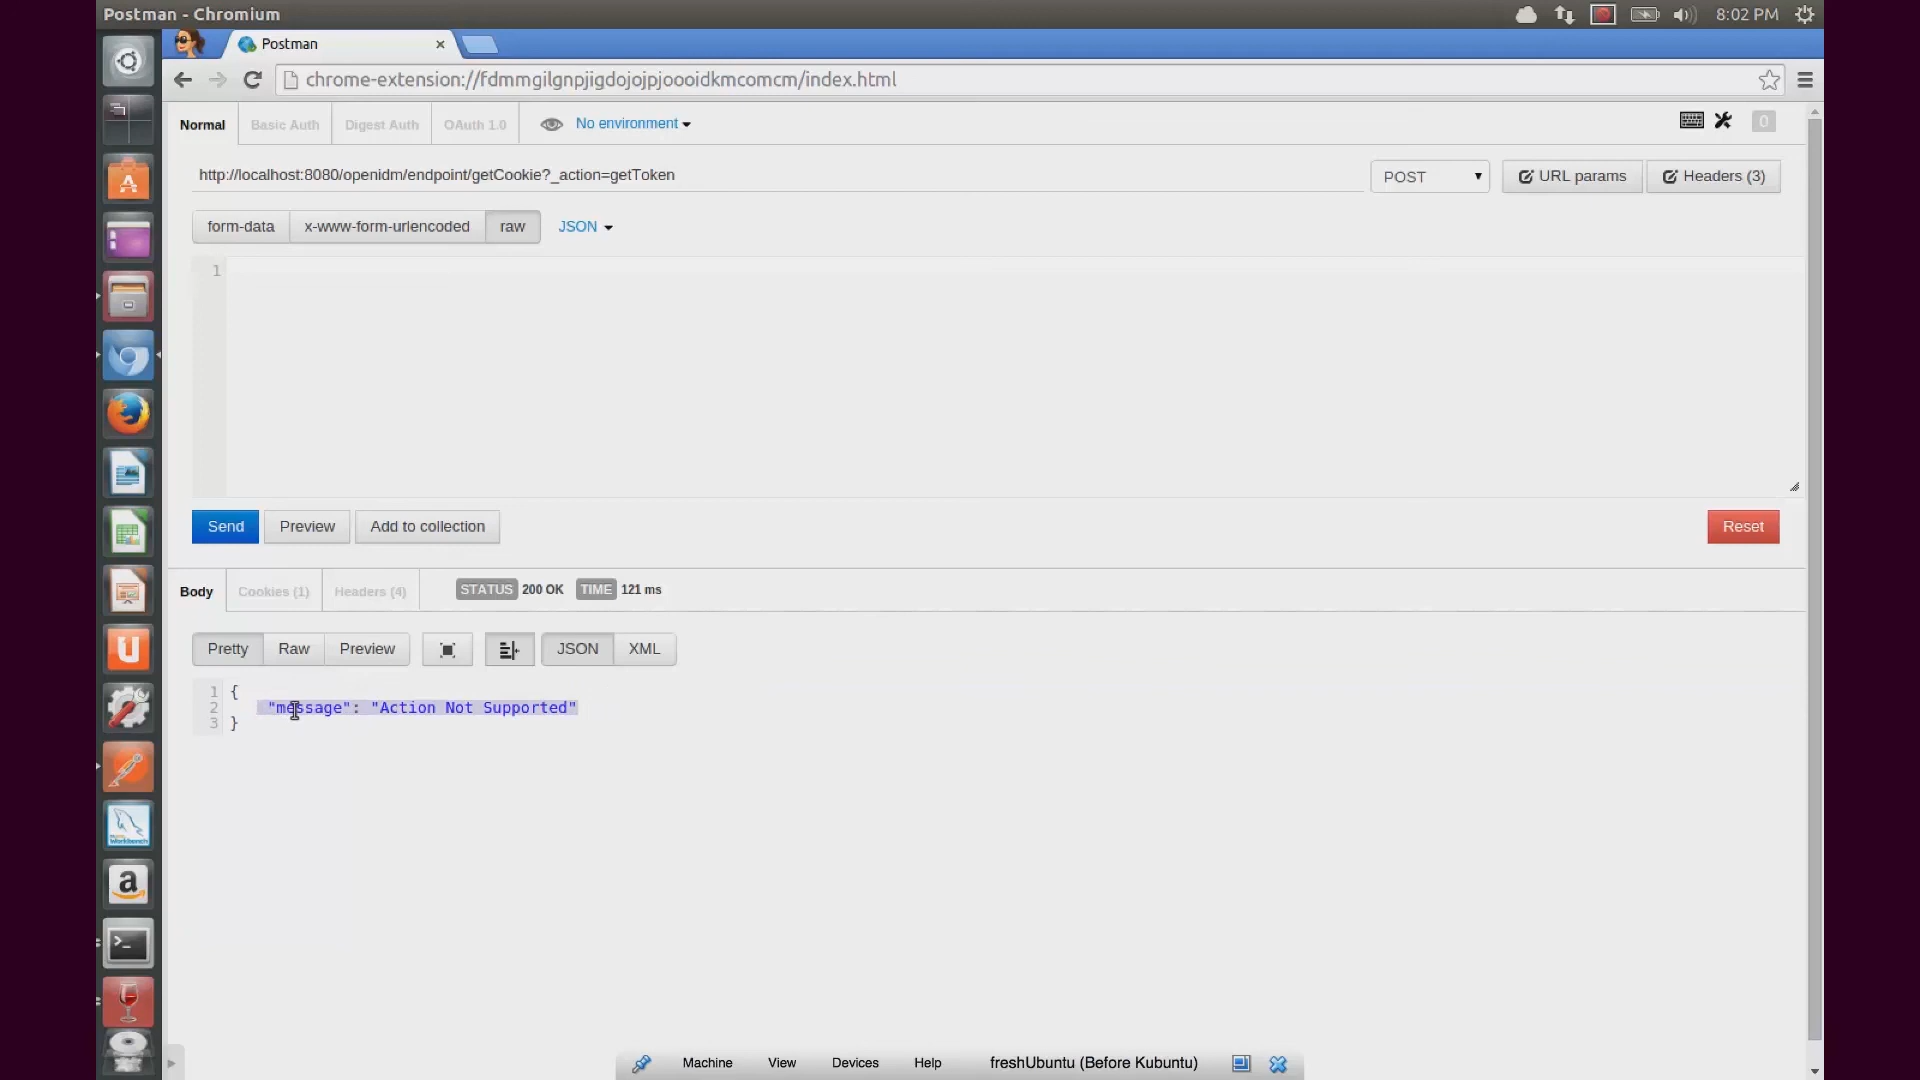 Postman - Chromium
8:02 PM
Postman
chrome-extension://fdmmgilgnpjigdojojpjoooidkmcomcm/index.html
Normal
Basic Auth
Digest Auth
OAuth 1.0
No environment
0
http://localhost:8080/openidm/endpoint/getCookie?_action=getToken
POST
URL params
Headers (3)
form-data
x-www-form-urlencoded
raw
JSON
1
Send
Preview
Add to collection
Reset
Body
Cookies (1)
Headers (4)
STATUS 200 OK
TIME 121 ms
Pretty
Raw
Preview
JSON
XML
1 {
2 "message": "Action Not Supported"
3 }
Machine
View
Devices
Help
freshUbuntu (Before Kubuntu)